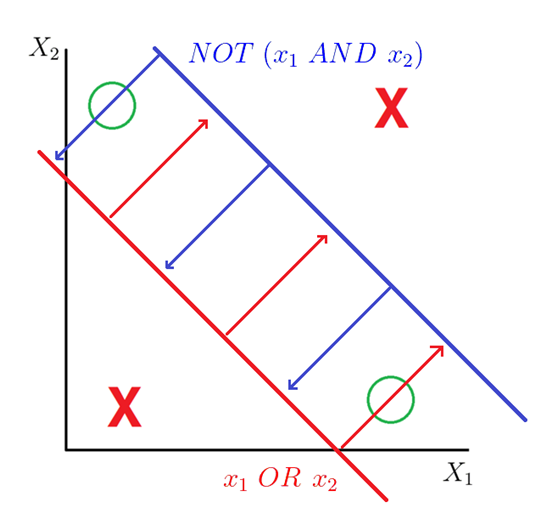 X₂
NOT (x₁ AND x₂)
X
X
x₁ OR x₂
X₁